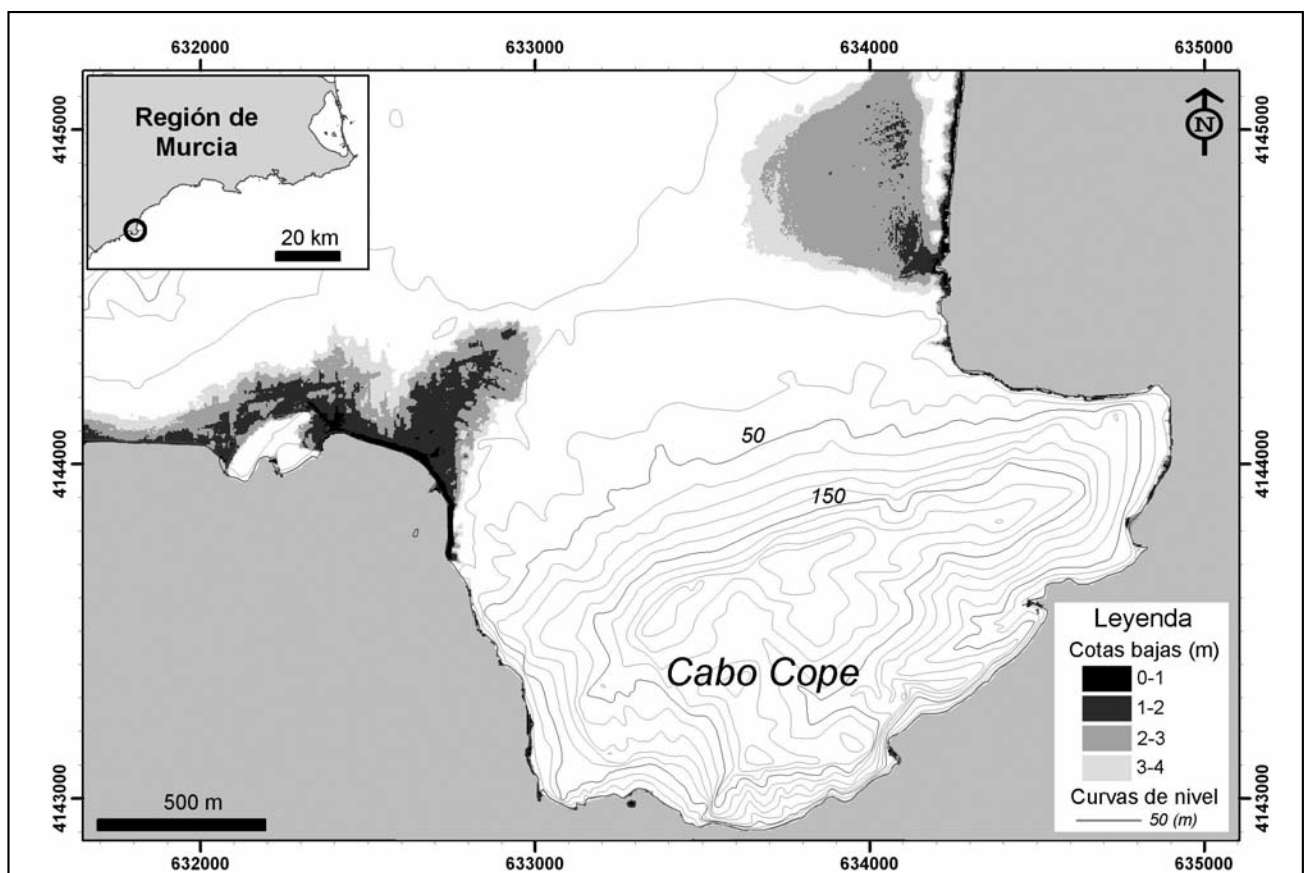 632000
633000
634000
635000
Región de
Murcia
20 km
N
4145000
4145000
4144000
4144000
4143000
4143000
50
150
Cabo Cope
500 m
Leyenda
Cotas bajas (m)
0-1
1-2
2-3
3-4
Curvas de nivel
50 (m)
632000
633000
634000
635000